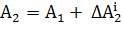 A₂ = A₁ + ΔA₂ⁱ